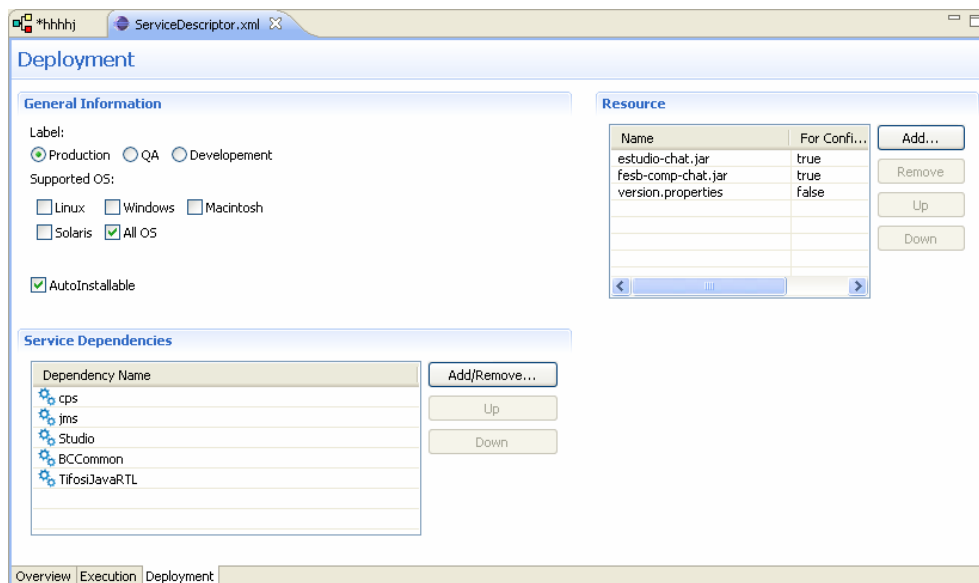 *hhhhj
ServiceDescriptor.xml
Deployment
General Information
Label:
Production QA Developement
Supported OS:
Linux Windows Macintosh
Solaris All OS
AutoInstallable
Service Dependencies
Dependency Name
cps
jms
Studio
BCCommon
TifosiJavaRTL
Add/Remove...
Up
Down
Resource
Name For Confi...
estudio-chat.jar true
fesb-comp-chat.jar true
version.properties false
Add...
Remove
Up
Down
Overview Execution Deployment